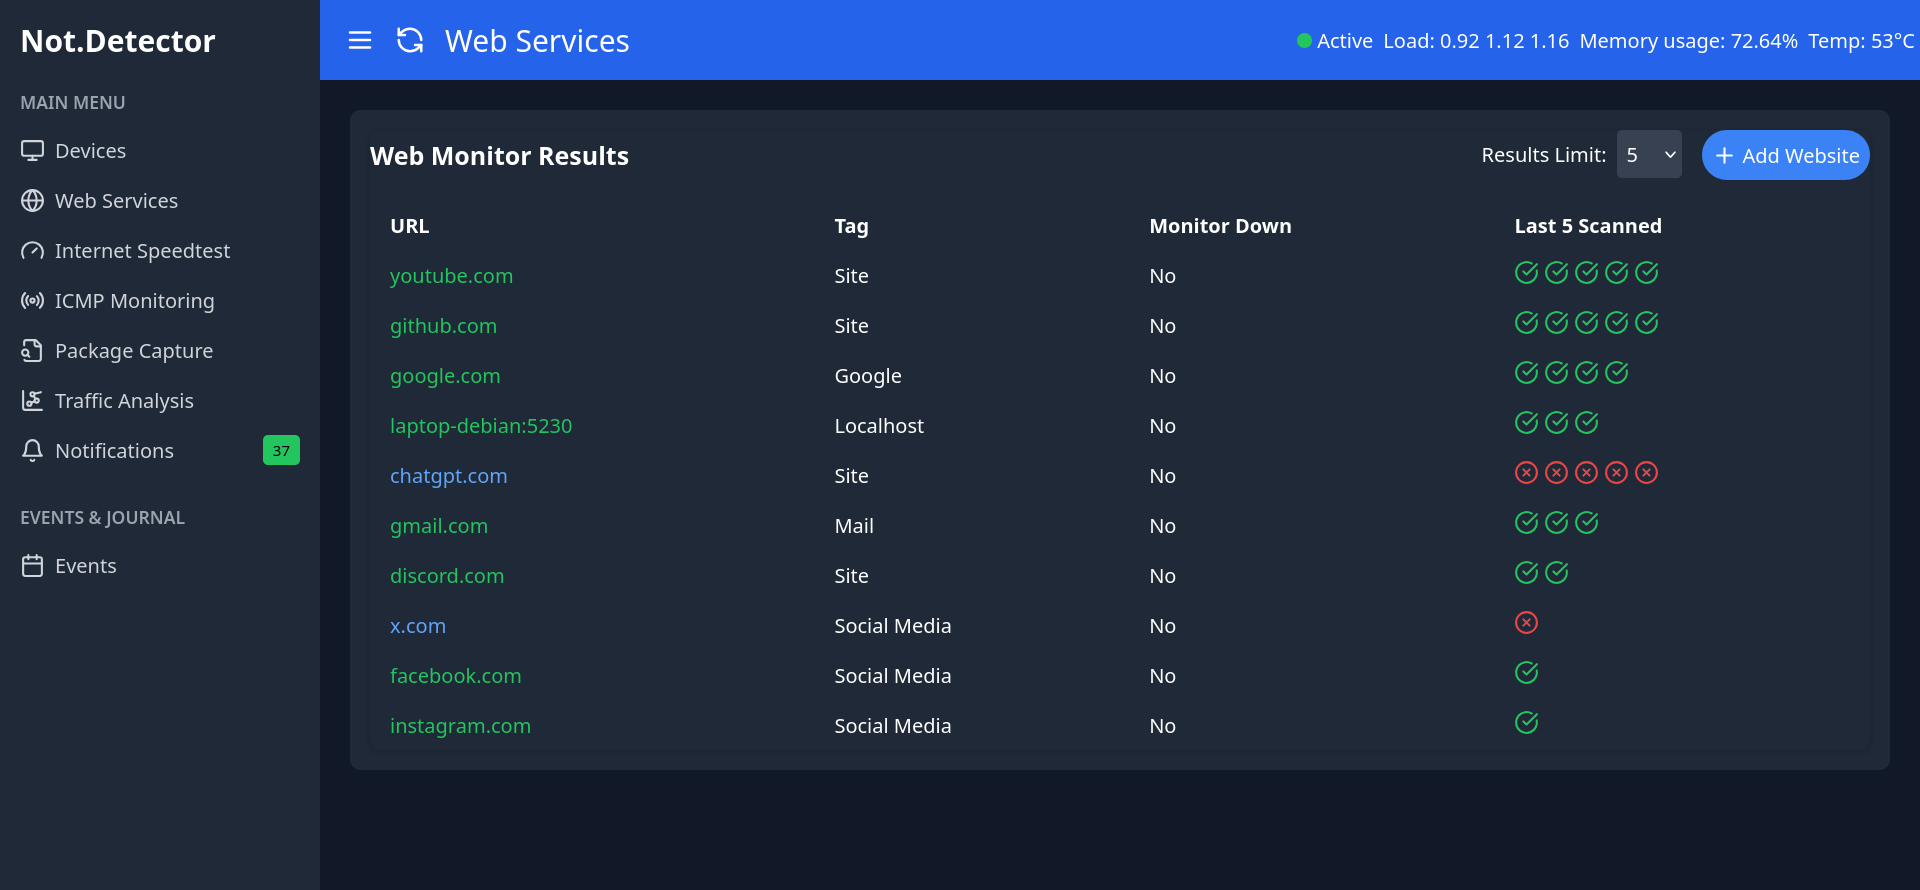 Not.Detector
MAIN MENU
Devices
Web Services
Internet Speedtest
ICMP Monitoring
Package Capture
Traffic Analysis
Notifications 37
EVENTS & JOURNAL
Events
Web Services
Active Load: 0.92 1.12 1.16 Memory usage: 72.64% Temp: 53°C
Web Monitor Results
Results Limit: 5 Add Website
URL Tag Monitor Down Last 5 Scanned
youtube.com Site No
github.com Site No
google.com Google No
laptop-debian:5230 Localhost No
chatgpt.com Site No
gmail.com Mail No
discord.com Site No
x.com Social Media No
facebook.com Social Media No
instagram.com Social Media No